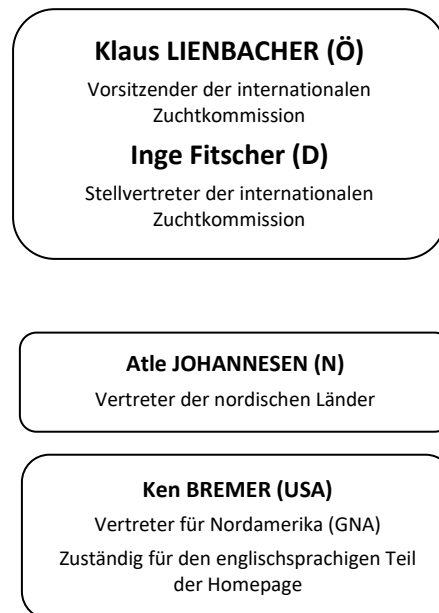 Klaus LIENBACHER (Ö)
Vorsitzender der internationalen
Zuchtkommission
Inge Fitscher (D)
Stellvertreter der internationalen
Zuchtkommission
Atle JOHANNESEN (N)
Vertreter der nordischen Länder
Ken BREMER (USA)
Vertreter für Nordamerika (GNA)
Zuständig für den englischsprachigen Teil
der Homepage